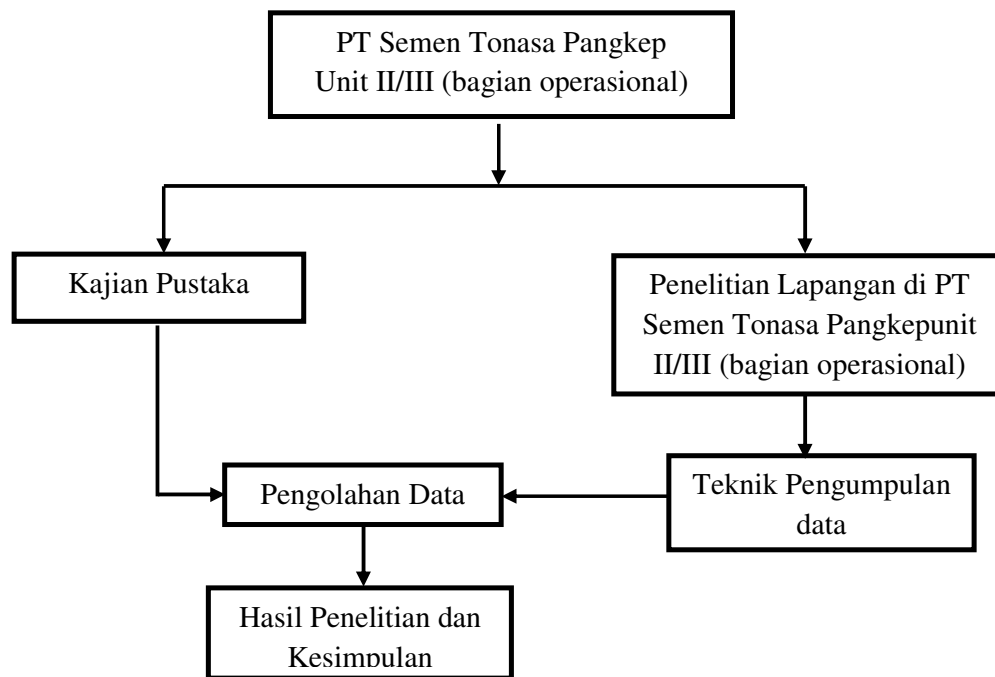 PT Semen Tonasa Pangkep
Unit II/III (bagian operasional)
Kajian Pustaka
Penelitian Lapangan di PT
Semen Tonasa Pangkepunit
II/III (bagian operasional)
Pengolahan Data
Teknik Pengumpulan
data
Hasil Penelitian dan
Kesimpulan